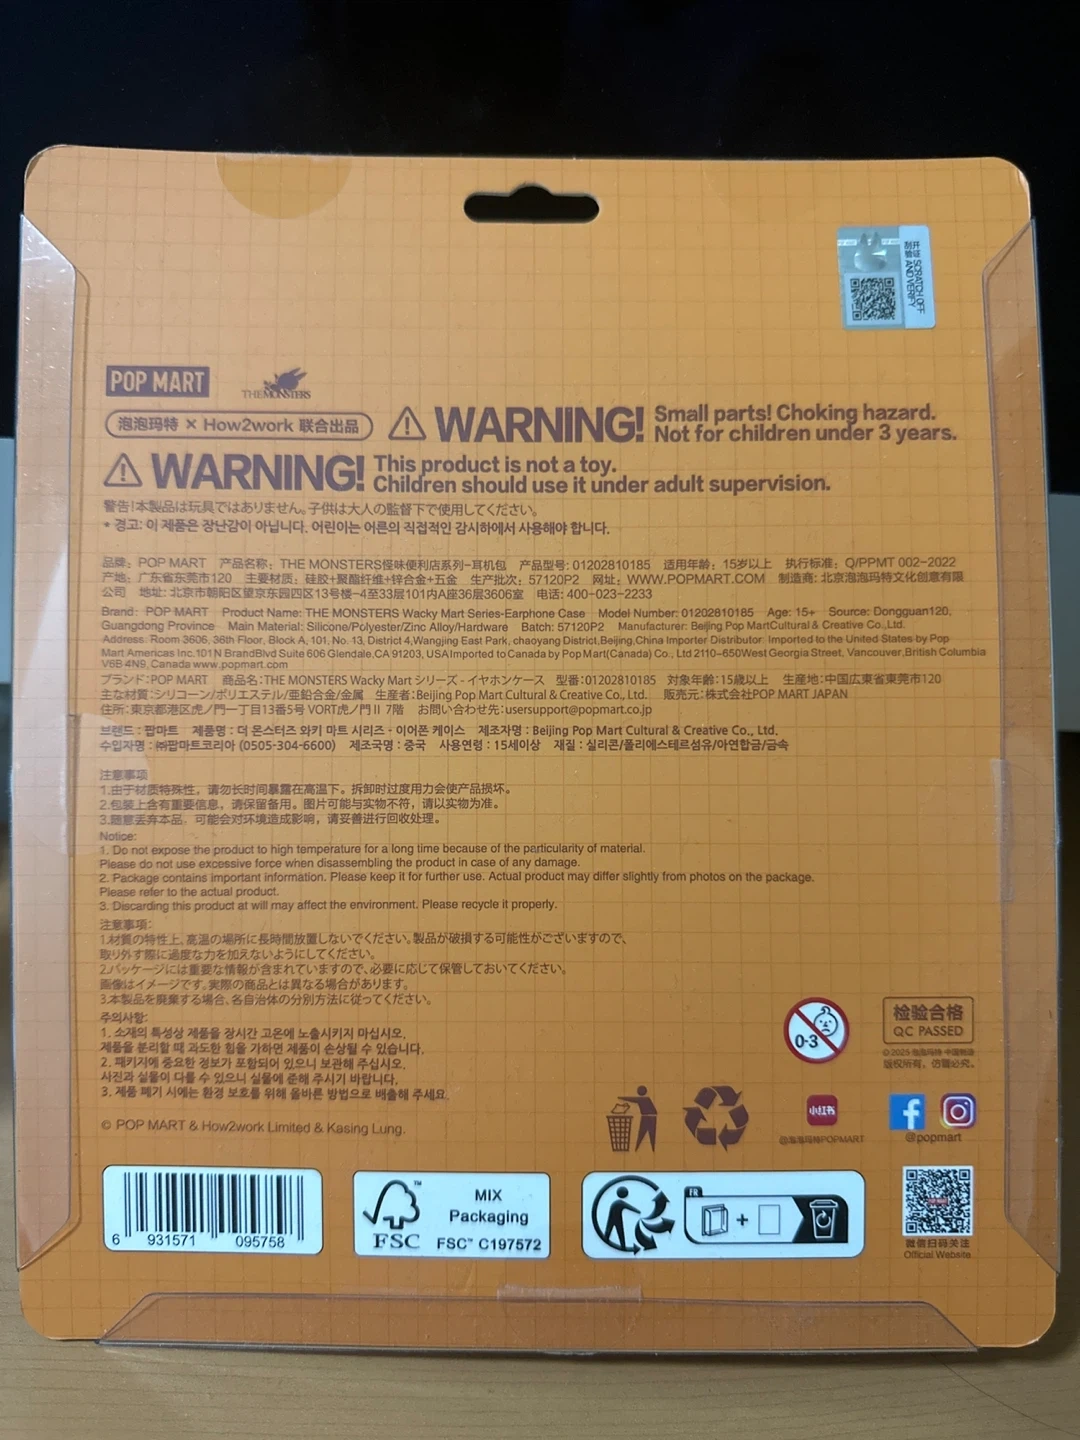 开继 SCRATCH OFF
刮验 AND VERIFY
POP MART
THE MONSTERS
泡泡玛特 × How2work 联合出品
WARNING! Small parts! Choking hazard.
Not for children under 3 years.
WARNING! This product is not a toy.
Children should use it under adult supervision.
警告!本製品は玩具ではありません。子供は大人の監督下で使用してください。
* 경고: 이 제품은 장난감이 아닙니다. 어린이는 어른의 직접적인 감시하에서 사용해야 합니다.
品牌：POP MART 产品名称：THE MONSTERS怪味便利店系列-耳机包 产品型号: 01202810185 适用年龄：15岁以上 执行标准：Q/PPMT 002-2022
产地：广东省东莞市120 主要材质：硅胶+聚酯纤维+锌合金+五金 生产批次：57120P2 网址：WWW.POPMART.COM 制造商: 北京泡泡玛特文化创意有限
公司 地址: 北京市朝阳区望京东园四区13号楼-4至33层101内A座36层3606室 电话: 400-023-2233
Brand: POP MART Product Name: THE MONSTERS Wacky Mart Series-Earphone Case Model Number: 01202810185 Age: 15+ Source: Dongguan120,
Guangdong Province Main Material: Silicone/Polyester/Zinc Alloy/Hardware Batch: 57120P2 Manufacturer: Beijing Pop MartCultural & Creative Co.,Ltd.
Address: Room 3606, 36th Floor, Block A, 101, No. 13, District 4,Wangjing East Park, chaoyang District,Beijing,China Importer Distributor: Imported to the United States by Pop
Mart Americas Inc.101 N BrandBlvd Suite 606 Glendale,CA 91203, USAImported to Canada by Pop Mart(Canada) Co., Ltd 2110-650West Georgia Street, Vancouver,British Columbia
V6B 4N9, Canada www.popmart.com
ブランド：POP MART 商品名：THE MONSTERS Wacky Mart シリーズ - イヤホンケース 型番：01202810185 対象年齢：15歳以上 生産地：中国広東省東莞市120
主な材質：シリコーン/ポリエステル/亜鉛合金/金属 生産者：Beijing Pop Mart Cultural & Creative Co., Ltd. 販売元：株式会社POP MART JAPAN
住所：東京都港区虎ノ門一丁目13番5号 VORT虎ノ門 II 7階 お問い合わせ先：usersupport@popmart.co.jp
브랜드 : 팝마트 제품명 : 더 몬스터즈 와키 마트 시리즈 - 이어폰 케이스 제조자명 : Beijing Pop Mart Cultural & Creative Co., Ltd.
수입자명 : ㈜팝마트코리아 (0505-304-6600) 제조국명 : 중국 사용연령 : 15세이상 재질 : 실리콘/폴리에스테르섬유/아연합금/금속
注意事项
1.由于材质特殊性，请勿长时间暴露在高温下。拆卸时过度用力会使产品损坏。
2.包装上含有重要信息，请保留备用。图片可能与实物不符，请以实物为准。
3.随意丢弃本品，可能会对环境造成影响，请妥善进行回收处理。
Notice:
1. Do not expose the product to high temperature for a long time because of the particularity of material.
Please do not use excessive force when disassembling the product in case of any damage.
2. Package contains important information. Please keep it for further use. Actual product may differ slightly from photos on the package.
Please refer to the actual product.
3. Discarding this product at will may affect the environment. Please recycle it properly.
注意事項:
1.材質の特性上、高温の場所に長時間放置しないでください。製品が破損する可能性がございますので、
取り外す際に過度な力を加えないようにしてください。
2.パッケージには重要な情報が含まれていますので、必要に応じて保管しておいてください。
画像はイメージです。実際の商品とは異なる場合があります。
3.本製品を廃棄する場合、各自治体の分別方法に従ってください。
주의사항:
1. 소재의 특성상 제품을 장시간 고온에 노출시키지 마십시오.
제품을 분리할 때 과도한 힘을 가하면 제품이 손상될 수 있습니다.
2. 패키지에 중요한 정보가 포함되어 있으니 보관해 주십시오.
사진과 실물이 다를 수 있으니 실물에 준해 주시기 바랍니다.
3. 제품 폐기 시에는 환경 보호를 위해 올바른 방법으로 배출해 주세요.
© POP MART & How2work Limited & Kasing Lung.
0-3
检验合格
QC PASSED
© 2025 泡泡玛特 中国制造
版权所有，仿冒必究。
小红书
@泡泡玛特POPMART
@popmart
6 931571 095758
FSC™
MIX
Packaging
FSC™ C197572
FR
+
微信扫码关注
Official Website